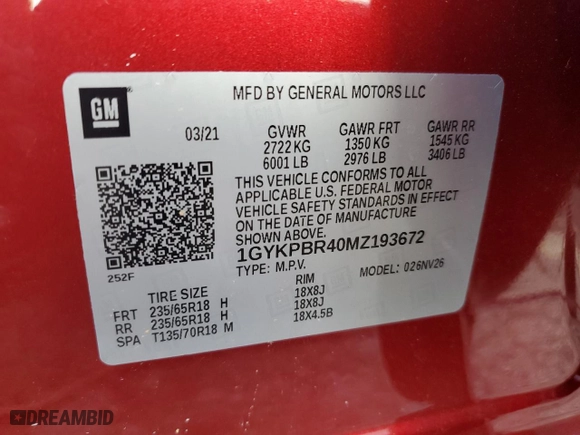 GM
MFD BY GENERAL MOTORS LLC
03/21 GVWR GAWR FRT GAWR RR
2722 KG 1350 KG 1545 KG
6001 LB 2976 LB 3406 LB
THIS VEHICLE CONFORMS TO ALL
APPLICABLE U.S. FEDERAL MOTOR
VEHICLE SAFETY STANDARDS IN EFFECT
ON THE DATE OF MANUFACTURE
SHOWN ABOVE.
1GYKPBR40MZ193672
252F TYPE: M.P.V. MODEL: 026NV26
TIRE SIZE RIM
FRT 235/65R18 H 18X8J
RR 235/65R18 H 18X8J
SPA T135/70R18 M 18X4.5B
DREAMBID